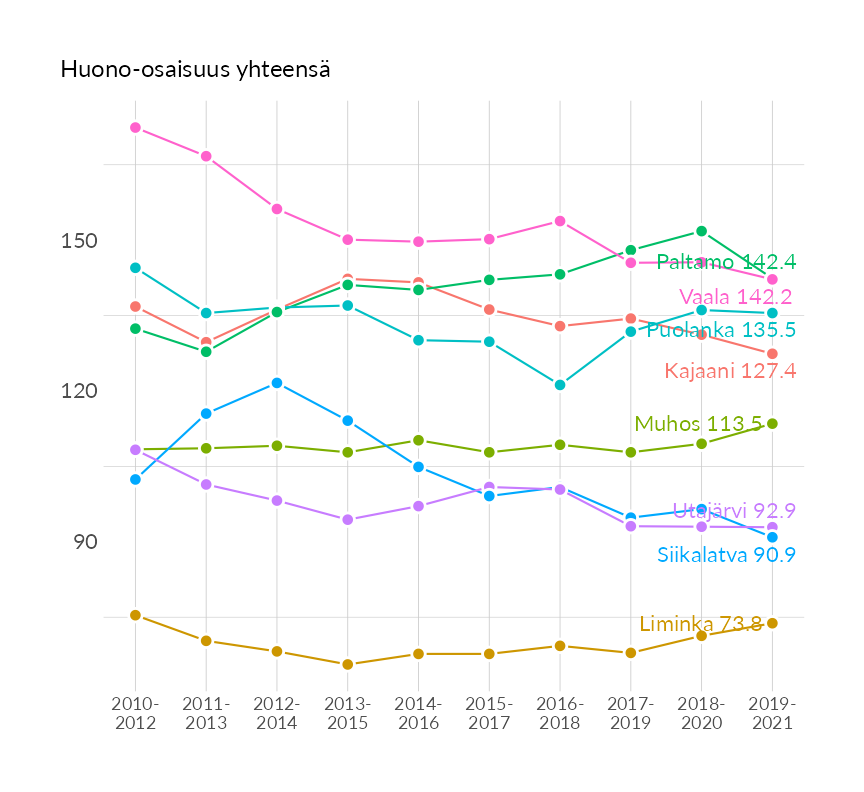 Huono-osaisuus yhteensä
150
Paltamo 142.4
Vaala 142.2
Puolanka 135.5
Kajaani 127.4
120
Muhos 113.5
Utajärvi 92.9
90
Siikalatva 90.9
Liminka 73.8
2010-
2012
2011-
2013
2012-
2014
2013-
2015
2014-
2016
2015-
2017
2016-
2018
2017-
2019
2018-
2020
2019-
2021